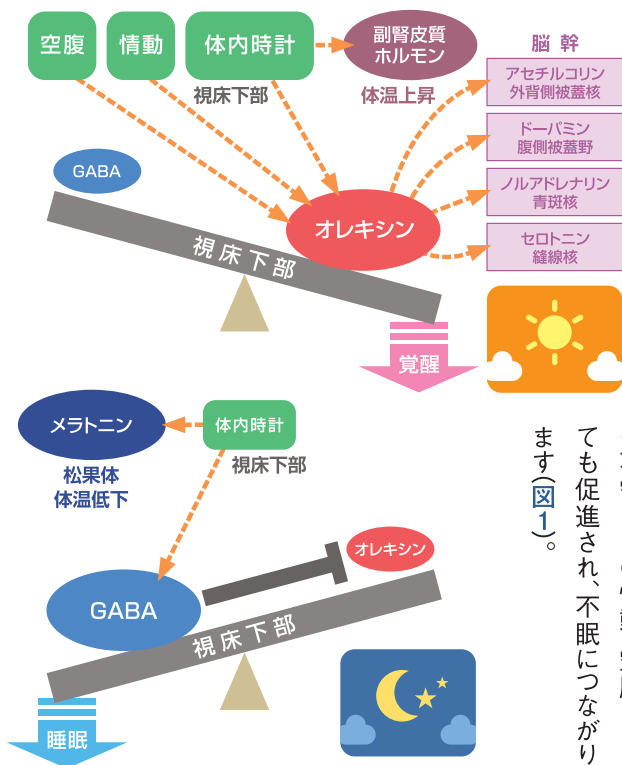 空腹
情動
体内時計
視床下部
副腎皮質
ホルモン
体温上昇
脳幹
アセチルコリン
外背側被蓋核
ドーパミン
腹側被蓋野
ノルアドレナリン
青斑核
セロトニン
縫線核
GABA
オレキシン
視床下部
覚醒
メラトニン
松果体
体温低下
体内時計
視床下部
オレキシン
GABA
視床下部
睡眠
ても促進され、不眠につながり
ます(図1)。